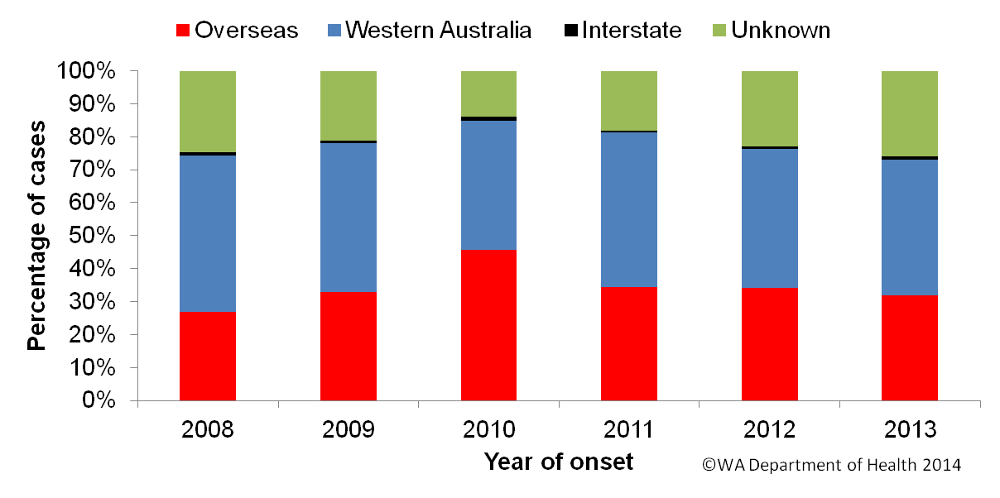 Overseas Western Australia Interstate Unknown
100%
90%
80%
70%
60%
50%
40%
30%
20%
10%
0%
Percentage of cases
2008 2009 2010 2011 2012 2013
Year of onset
©WA Department of Health 2014